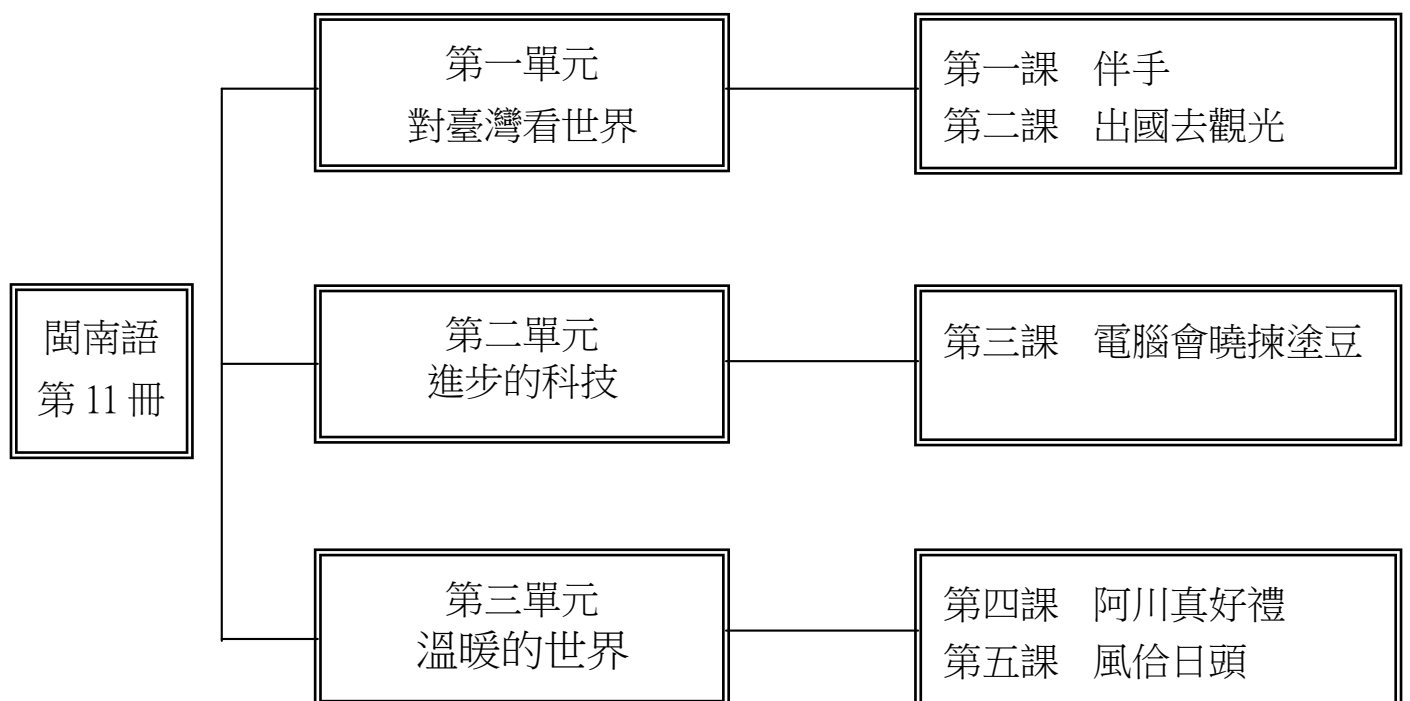 閩南語
第 11 冊
第一單元
對臺灣看世界
第一課 伴手
第二課 出國去觀光
第二單元
進步的科技
第三課 電腦會曉揀塗豆
第三單元
溫暖的世界
第四課 阿川真好禮
第五課 風佮日頭